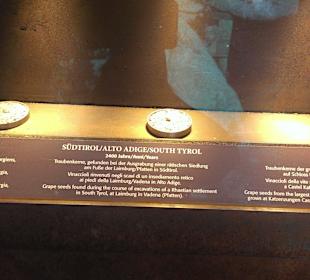 SÜDTIROL/ALTO ADIGE/SOUTH TYROL
2400 Jahre/Anni/Years
Traubenkerne, gefunden bei der Ausgrabung einer rätischen Siedlung
am Fuße der Laimburg/Pfatten in Südtirol.
Vinaccioli rinvenuti negli scavi di un insediamento retico
ai piedi della Laimburg/Vadena in Alto Adige.
Grape seeds found during the course of excavations of a Rhaetian settlement
in South Tyrol, at Laimburg in Vadena (Pfatten).
Traubenkerne der
auf Schloss
Vinaccioli della vite
a Castel
Grape seeds from the largest
grown at Katzenzungen